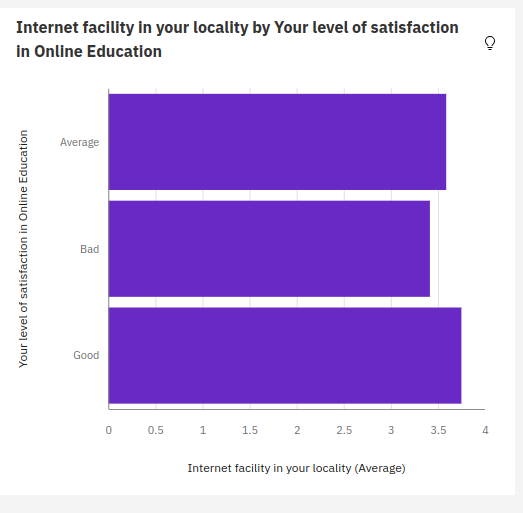 Internet facility in your locality by Your level of satisfaction
in Online Education
Your level of satisfaction in Online Education
Average
Bad
Good
0 0.5 1 1.5 2 2.5 3 3.5 4
Internet facility in your locality (Average)